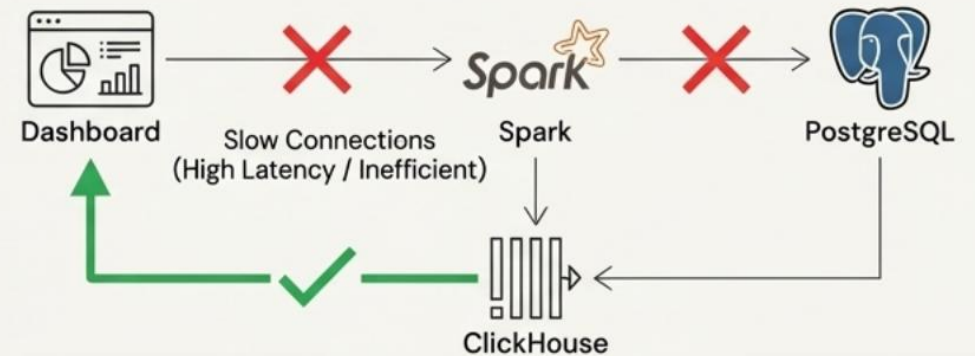 Spark
Dashboard
Slow Connections
(High Latency / Inefficient)
Spark
PostgreSQL
ClickHouse